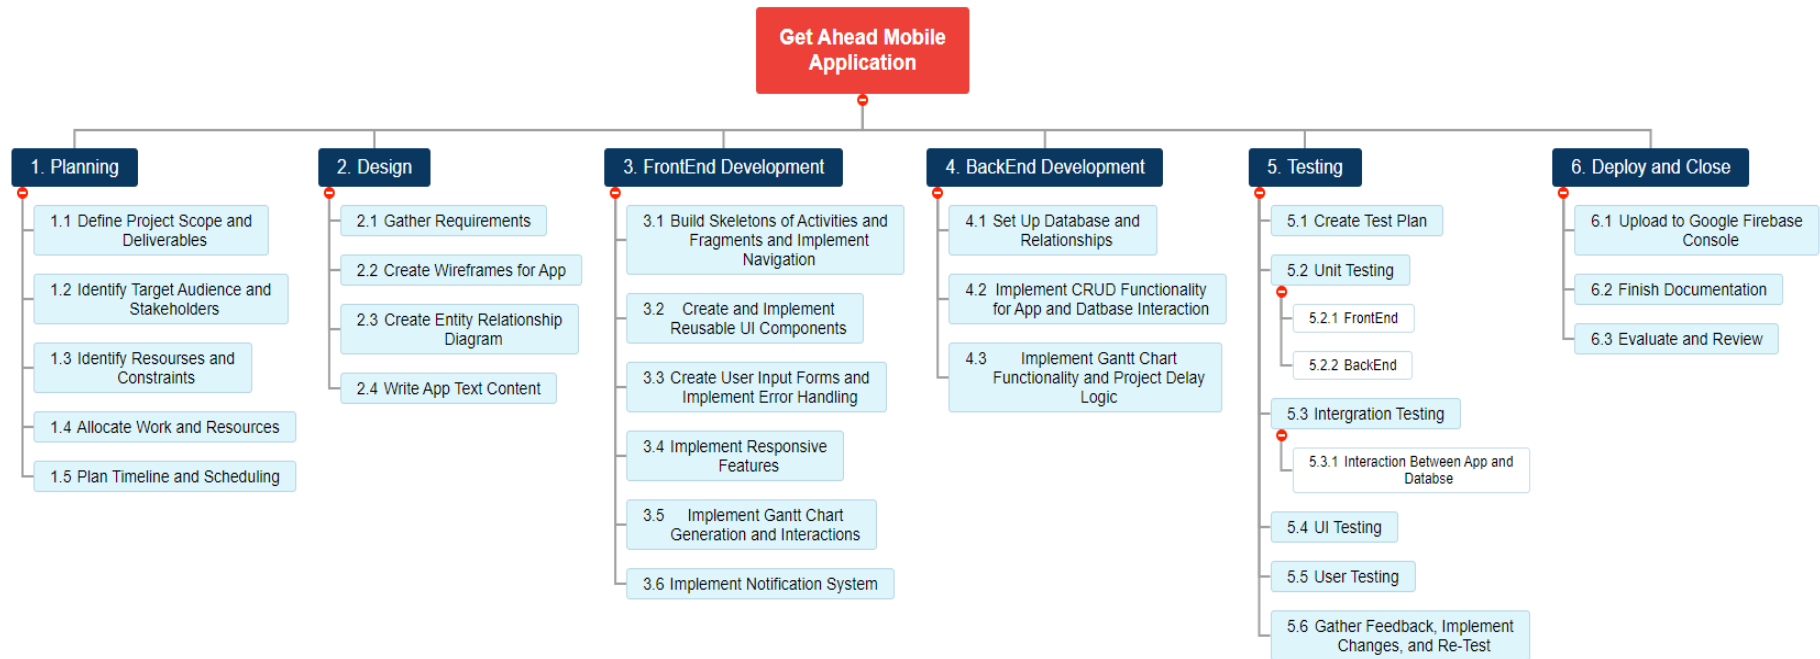 Get Ahead Mobile
Application
1. Planning
1.1 Define Project Scope and
Deliverables
1.2 Identify Target Audience and
Stakeholders
1.3 Identify Resourses and
Constraints
1.4 Allocate Work and Resources
1.5 Plan Timeline and Scheduling
2. Design
2.1 Gather Requirements
2.2 Create Wireframes for App
2.3 Create Entity Relationship
Diagram
2.4 Write App Text Content
3. FrontEnd Development
3.1 Build Skeletons of Activities and
Fragments and Implement
Navigation
3.2 Create and Implement
Reusable UI Components
3.3 Create User Input Forms and
Implement Error Handling
3.4 Implement Responsive
Features
3.5 Implement Gantt Chart
Generation and Interactions
3.6 Implement Notification System
4. BackEnd Development
4.1 Set Up Database and
Relationships
4.2 Implement CRUD Functionality
for App and Datbase Interaction
4.3 Implement Gantt Chart
Functionality and Project Delay
Logic
5. Testing
5.1 Create Test Plan
5.2 Unit Testing
5.2.1 FrontEnd
5.2.2 BackEnd
5.3 Intergration Testing
5.3.1 Interaction Between App and
Databse
5.4 UI Testing
5.5 User Testing
5.6 Gather Feedback, Implement
Changes, and Re-Test
6. Deploy and Close
6.1 Upload to Google Firebase
Console
6.2 Finish Documentation
6.3 Evaluate and Review